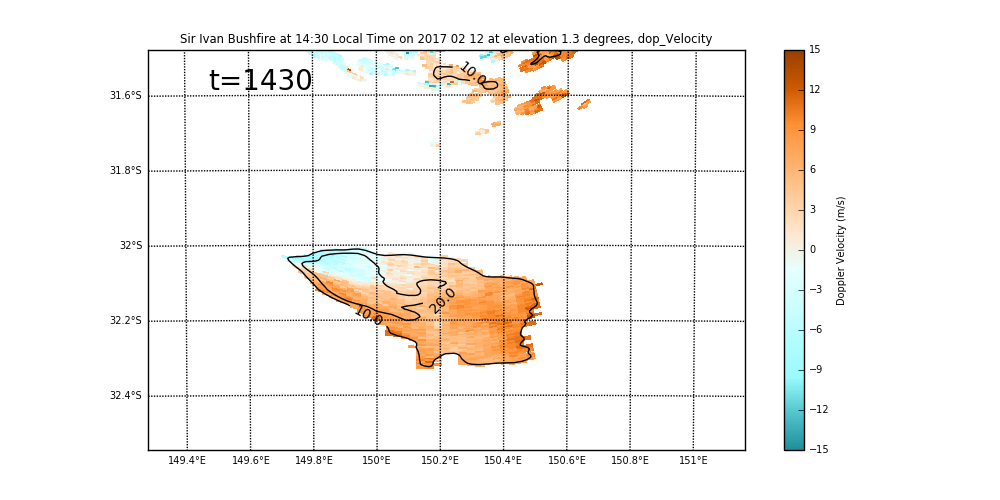 Sir Ivan Bushfire at 14:30 Local Time on 2017 02 12 at elevation 1.3 degrees, dop_Velocity
t=1430
10.0
31.6°S
31.8°S
32°S
32.2°S
32.4°S
20.0
10.0
149.4°E 149.6°E 149.8°E 150°E 150.2°E 150.4°E 150.6°E 150.8°E 151°E
15
12
9
6
3
0
−3
−6
−9
−12
−15
Doppler Velocity (m/s)